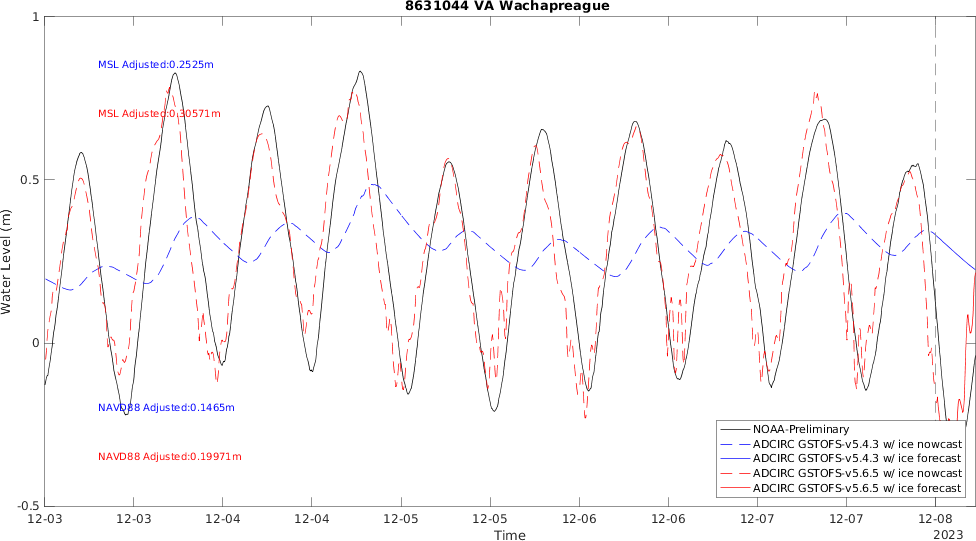 8631044 VA Wachapreague
1
MSL Adjusted:0.2525m
MSL Adjusted:0.30571m
0.5
Water Level (m)
0
NAVD88 Adjusted:0.1465m
NOAA-Preliminary
ADCIRC GSTOFS-v5.4.3 w/ ice nowcast
NAVD88 Adjusted:0.19971m
ADCIRC GSTOFS-v5.4.3 w/ ice forecast
ADCIRC GSTOFS-v5.6.5 w/ ice nowcast
ADCIRC GSTOFS-v5.6.5 w/ ice forecast
-0.5
12-03 12-03 12-04 12-04 12-05 12-05 12-06 12-06 12-07 12-07 12-08
Time
2023